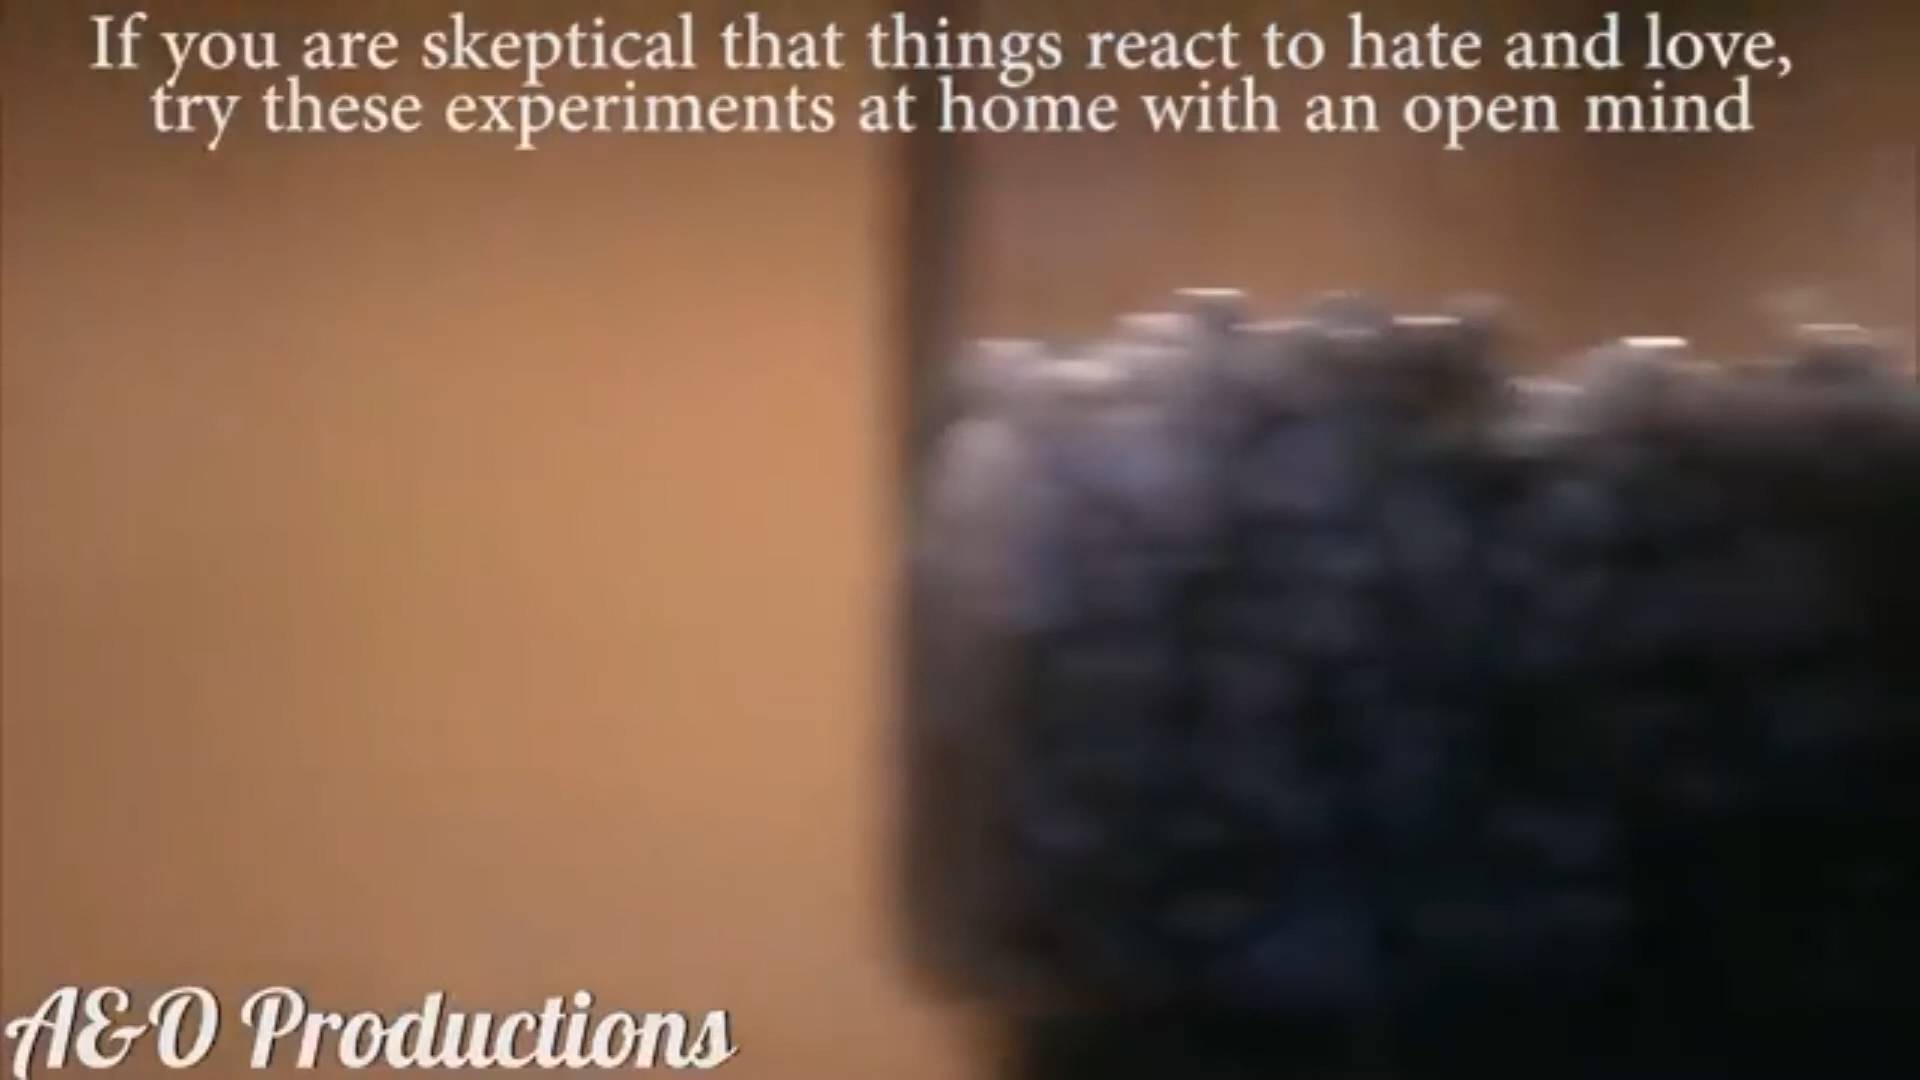 If you are skeptical that things react to hate and love,
try these experiments at home with an open mind
A&O Productions